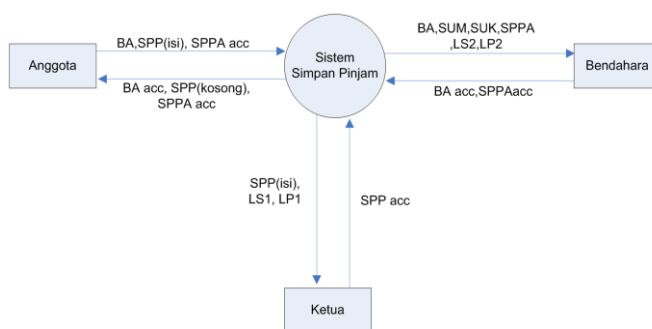 BA,SPP(isi), SPPA acc
Anggota
BA acc, SPP(kosong),
SPPA acc
Sistem
Simpan Pinjam
BA,SUM,SUK,SPPA
,LS2,LP2
Bendahara
BA acc,SPPAacc
SPP(isi),
LS1, LP1
SPP acc
Ketua